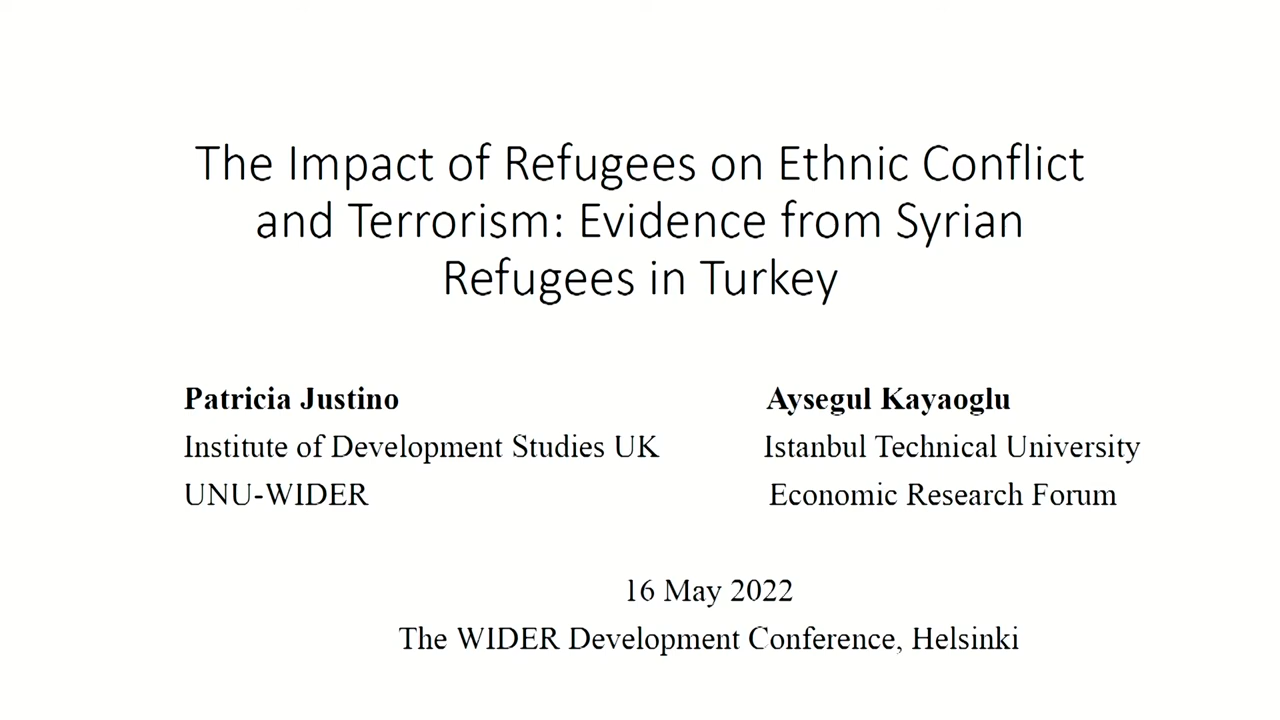 The Impact of Refugees on Ethnic Conflict
and Terrorism: Evidence from Syrian
Refugees in Turkey
Patricia Justino
Institute of Development Studies UK
UNU-WIDER
Aysegul Kayaoglu
Istanbul Technical University
Economic Research Forum
16 May 2022
The WIDER Development Conference, Helsinki